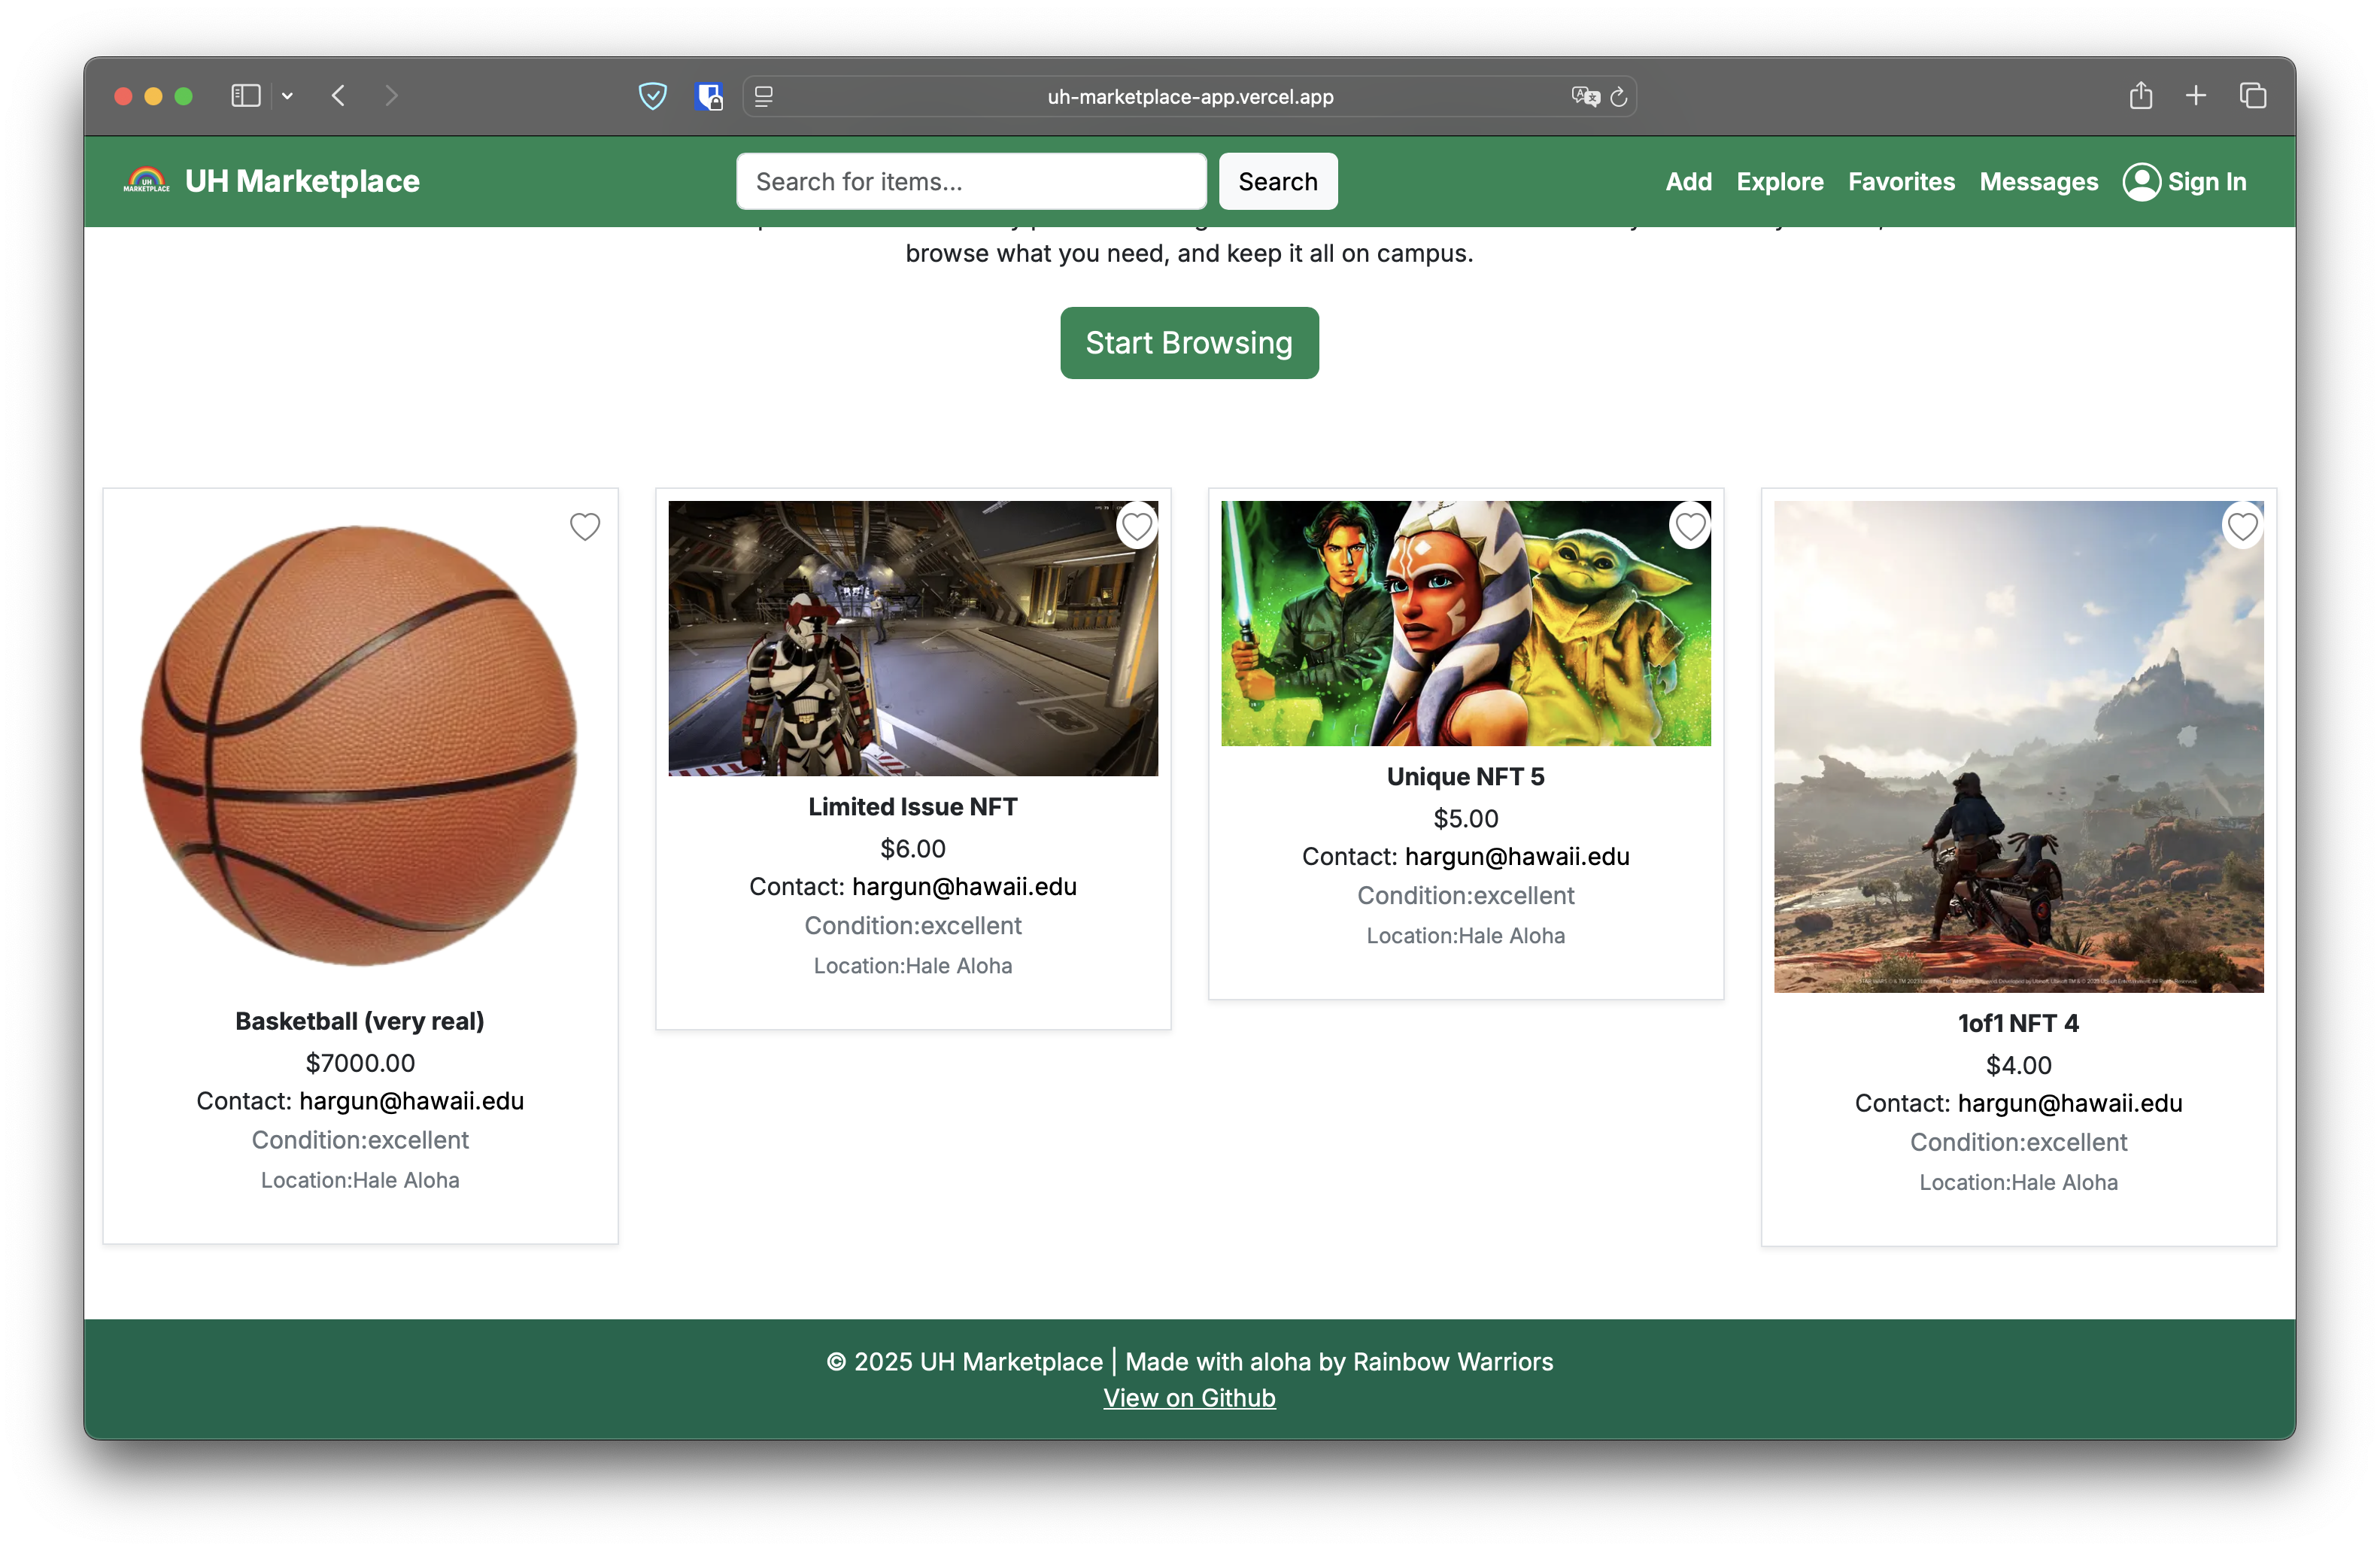 uh-marketplace-app.vercel.app
UH MARKETPLACE
UH Marketplace
Search for items...
Search
Add
Explore
Favorites
Messages
Sign In
browse what you need, and keep it all on campus.
Start Browsing
Basketball (very real)
$7000.00
Contact: hargun@hawaii.edu
Condition:excellent
Location:Hale Aloha
Limited Issue NFT
$6.00
Contact: hargun@hawaii.edu
Condition:excellent
Location:Hale Aloha
Unique NFT 5
$5.00
Contact: hargun@hawaii.edu
Condition:excellent
Location:Hale Aloha
1of1 NFT 4
$4.00
Contact: hargun@hawaii.edu
Condition:excellent
Location:Hale Aloha
© 2025 UH Marketplace | Made with aloha by Rainbow Warriors
View on Github